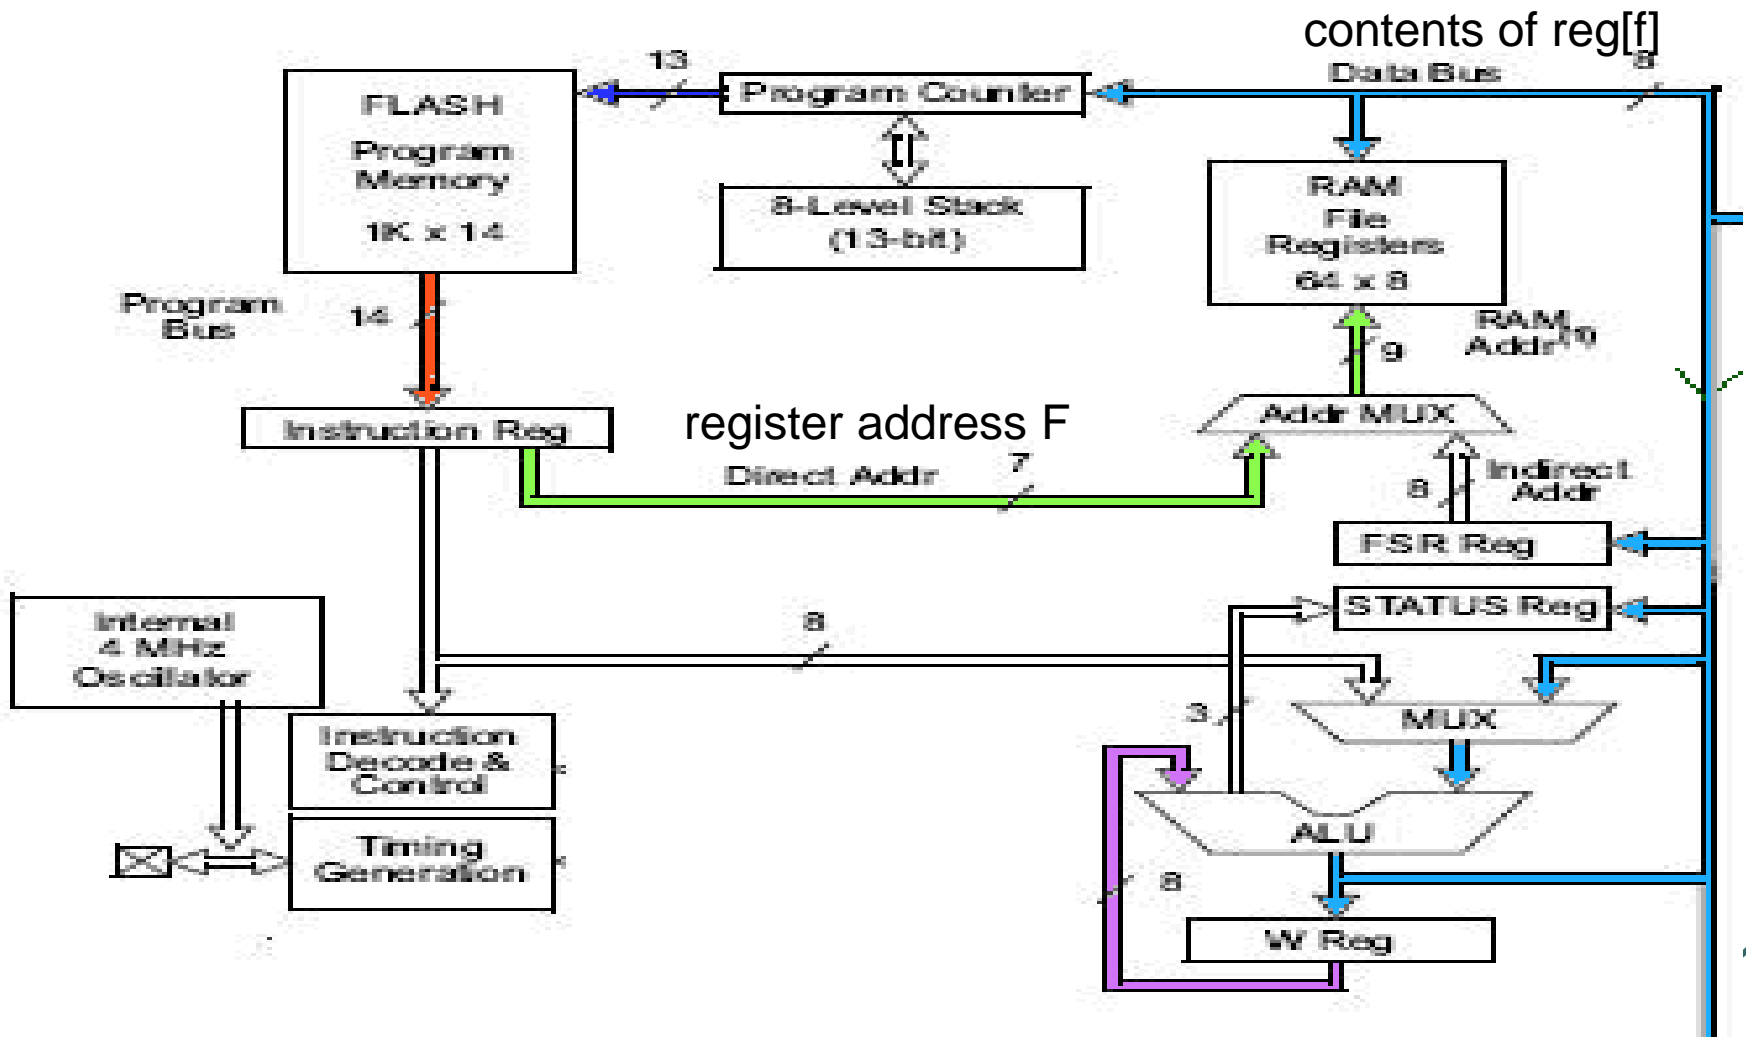 contents of reg[f]
Data Bus
8
13
FLASH
Program
Memory
1K x 14
Program Counter
8-Level Stack
(13-bit)
RAM
File
Registers
64 x 8
Program
Bus
14
RAM
Addr(1)
9
Instruction Reg
register address F
Direct Addr
7
Addr MUX
Indirect
Addr
8
FSR Reg
STATUS Reg
8
Internal
4 MHz
Oscillator
3
MUX
Instruction
Decode &
Control
ALU
Timing
Generation
8
W Reg